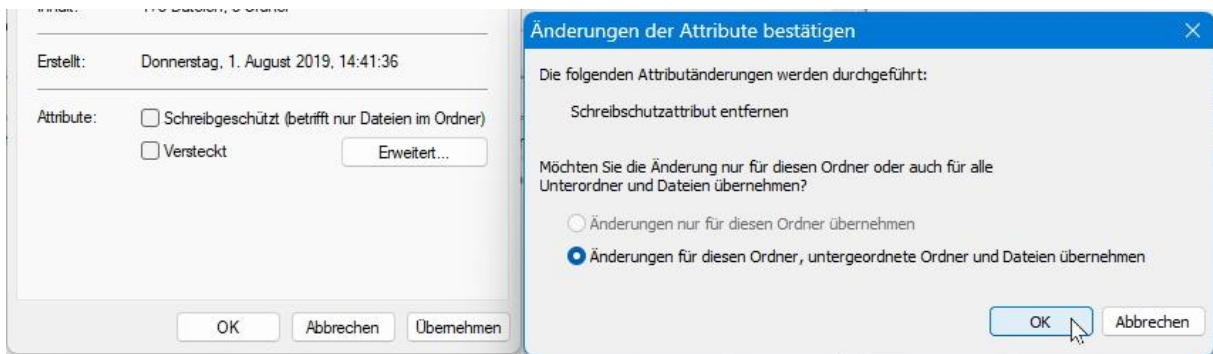 Erstellt: Donnerstag, 1. August 2019, 14:41:36
Attribute: Schreibgeschützt (betrifft nur Dateien im Ordner)
Versteckt
Erweitert...
OK Abbrechen Übernehmen
Änderungen der Attribute bestätigen
Die folgenden Attributänderungen werden durchgeführt:
Schreibschutzattribut entfernen
Möchten Sie die Änderung nur für diesen Ordner oder auch für alle
Unterordner und Dateien übernehmen?
Änderungen nur für diesen Ordner übernehmen
Änderungen für diesen Ordner, untergeordnete Ordner und Dateien übernehmen
OK Abbrechen